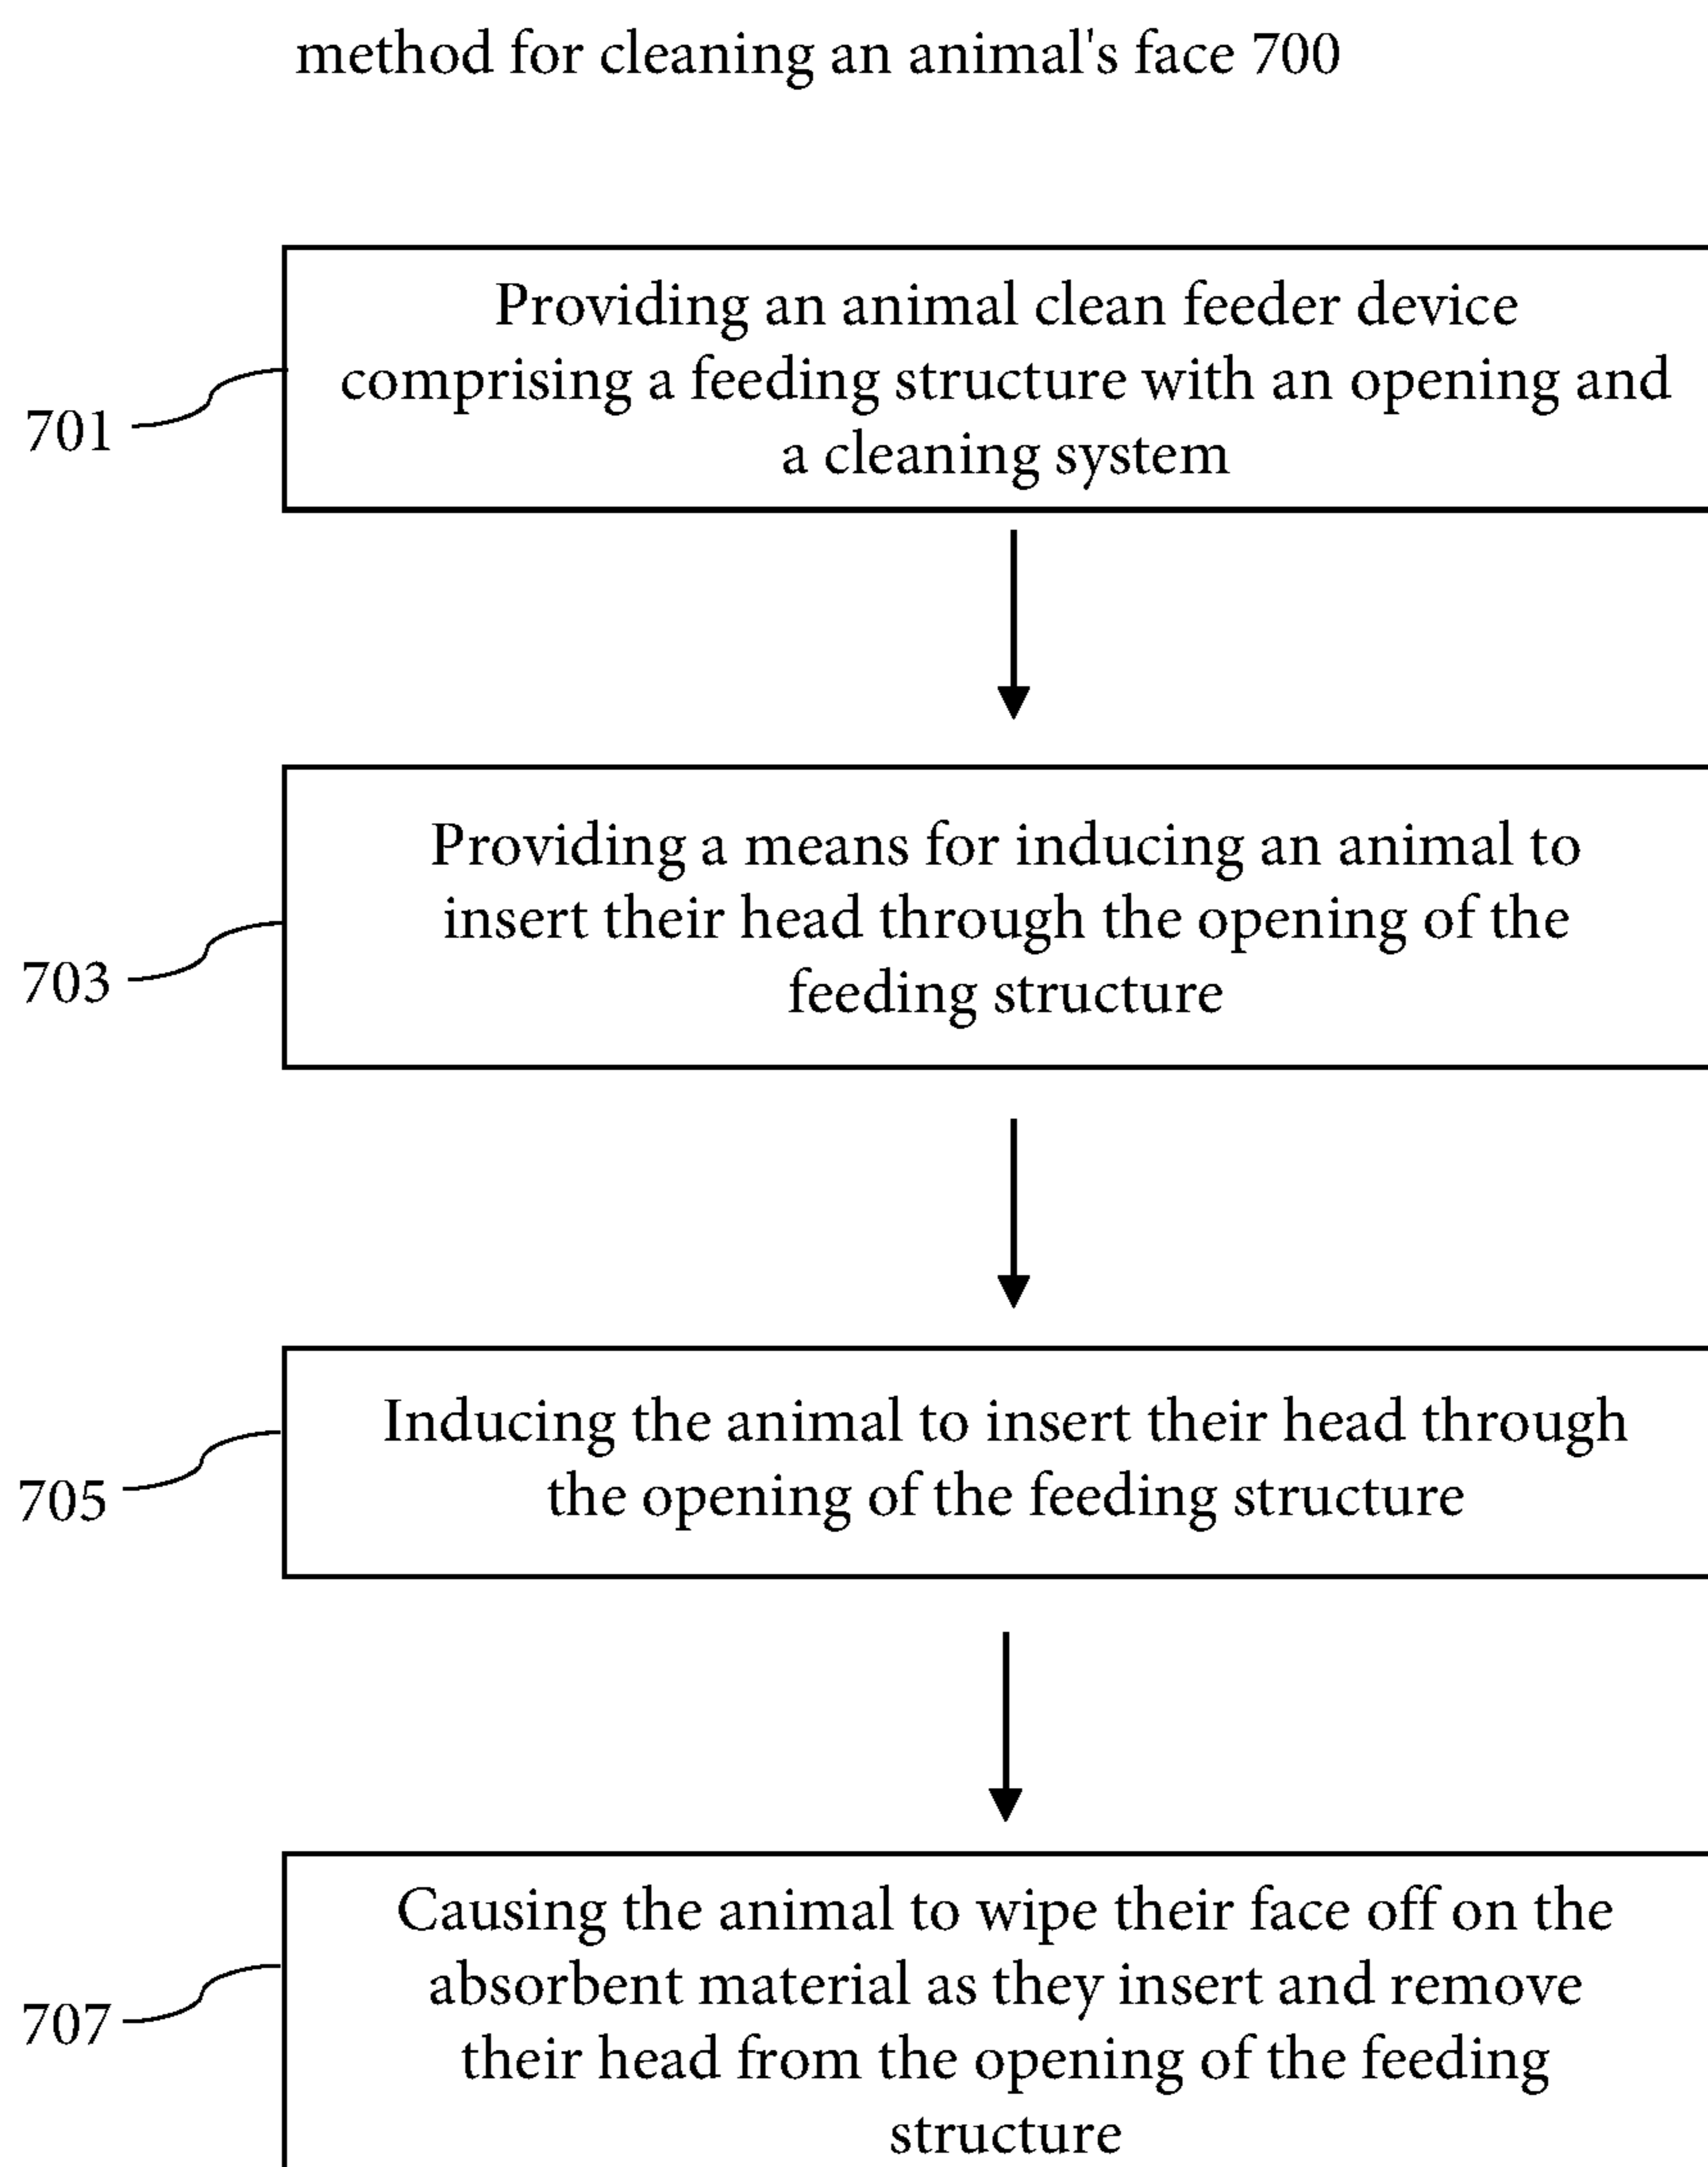 method for cleaning an animal's face 700
Providing an animal clean feeder device
comprising a feeding structure with an opening and
a cleaning system
701
Providing a means for inducing an animal to
insert their head through the opening of the
feeding structure
703
Inducing the animal to insert their head through
the opening of the feeding structure
705
Causing the animal to wipe their face off on the
absorbent material as they insert and remove
their head from the opening of the feeding
structure
707